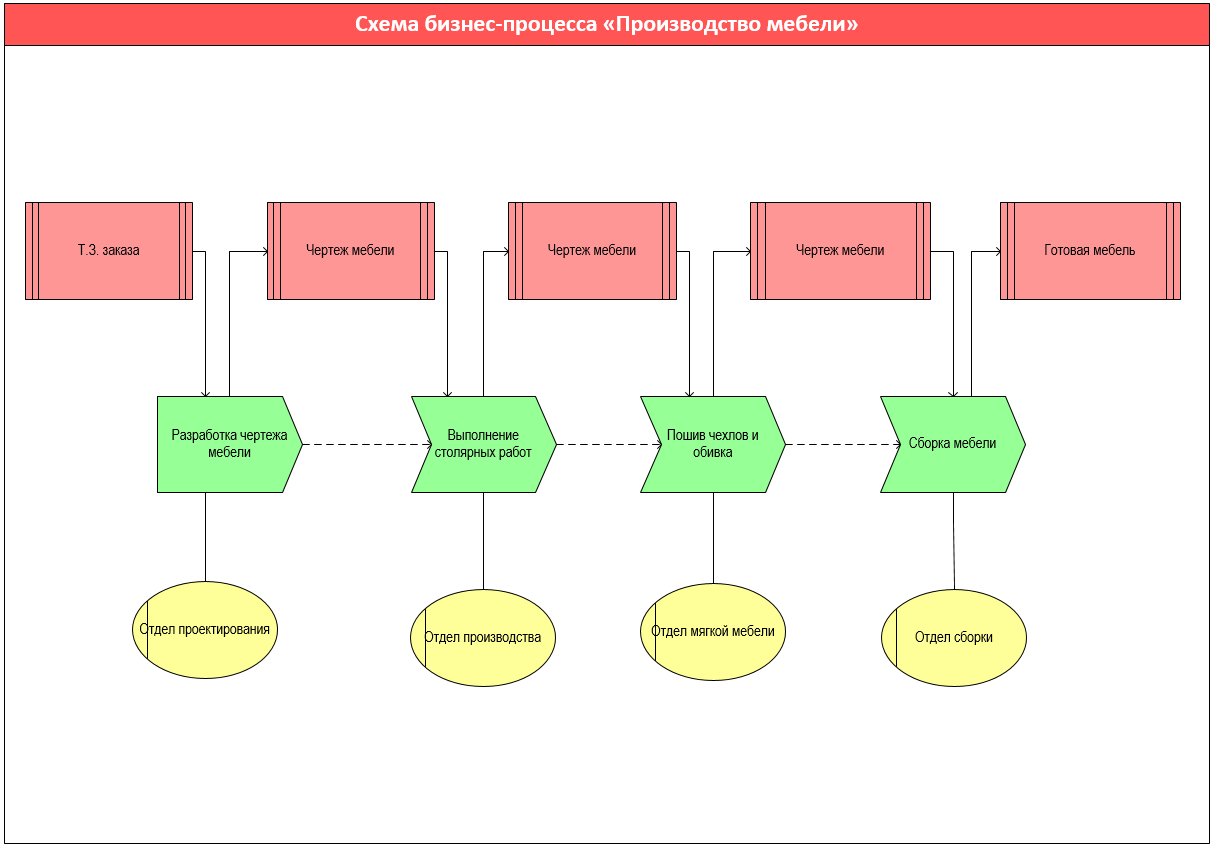 Схема бизнес-процесса «Производство мебели»
Т.З. заказа
Чертеж мебели
Чертеж мебели
Чертеж мебели
Готовая мебель
Разработка чертежа
мебели
Выполнение
столярных работ
Пошив чехлов и
обивка
Сборка мебели
Отдел проектирования
Отдел производства
Отдел мягкой мебели
Отдел сборки